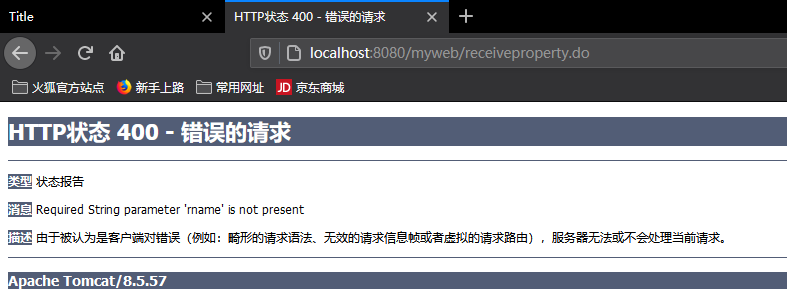 Title
HTTP状态 400 - 错误的请求
localhost:8080/myweb/receiveproperty.do
火狐官方站点 新手上路 常用网址 JD 京东商城
HTTP状态 400 - 错误的请求
类型 状态报告
消息 Required String parameter 'rname' is not present
描述 由于被认为是客户端对错误（例如：畸形的请求语法、无效的请求信息帧或者虚拟的请求路由），服务器无法或不会处理当前请求。
Apache Tomcat/8.5.57